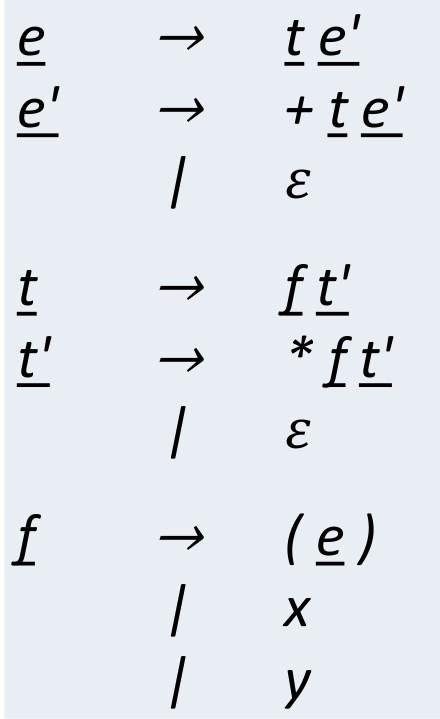 e → t e'
e' → + t e'
| ε
t → f t'
t' → * f t'
| ε
f → ( e )
| x
| y